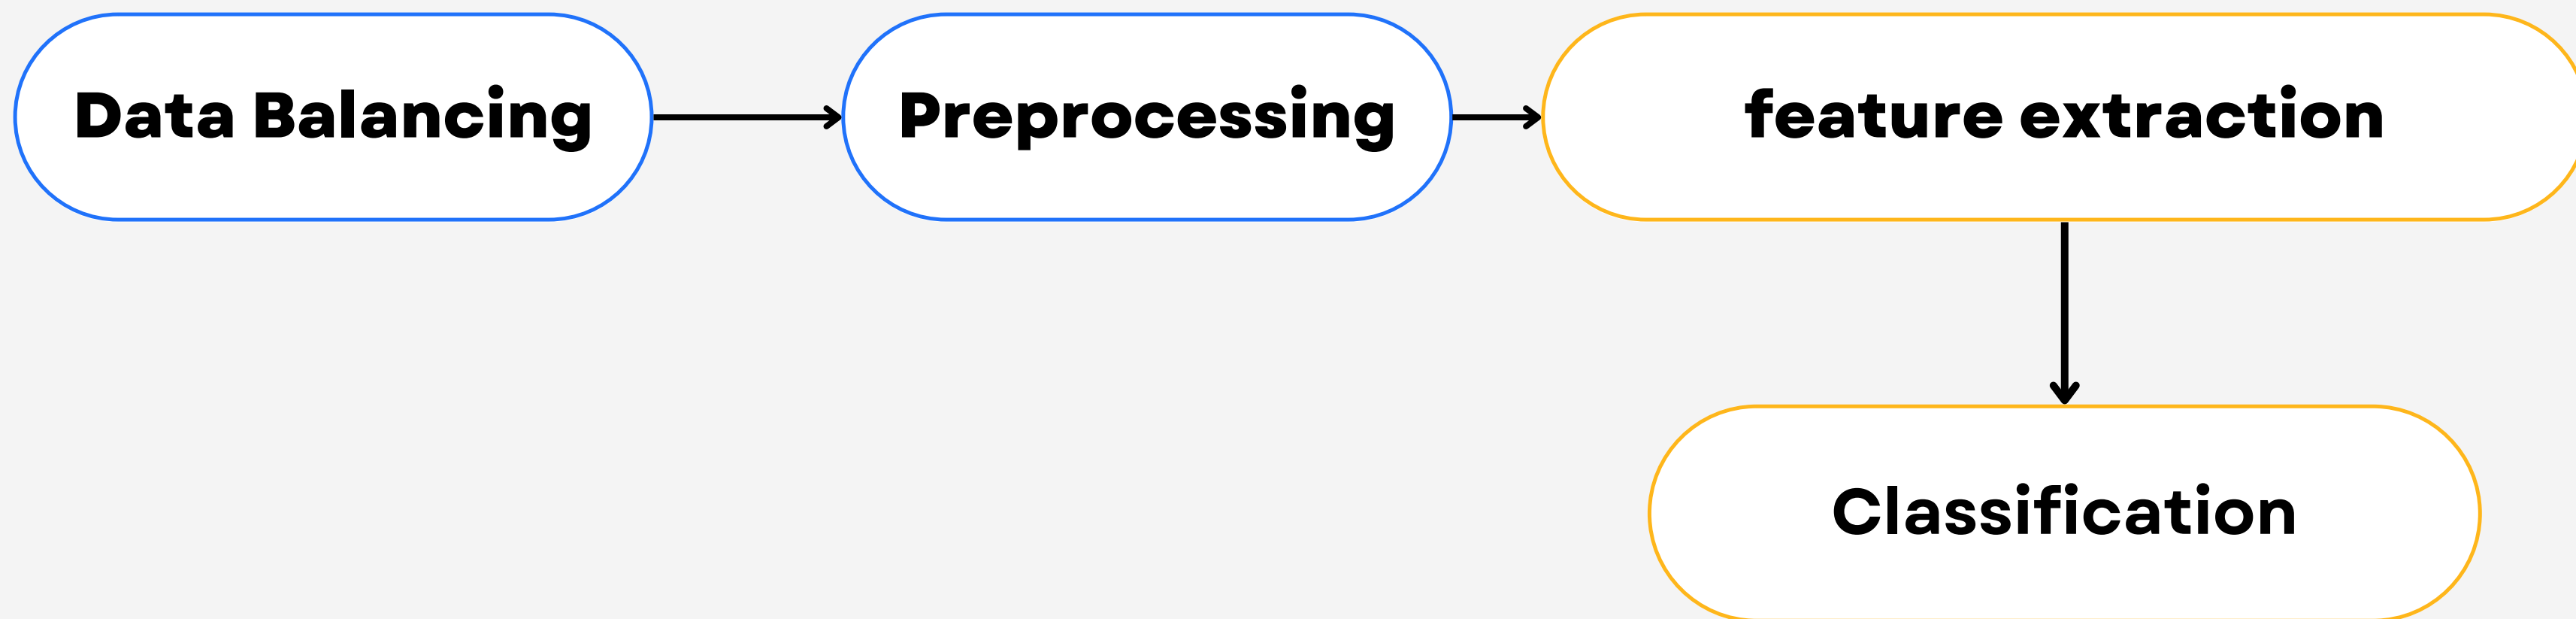 Data Balancing
Preprocessing
feature extraction
Classification